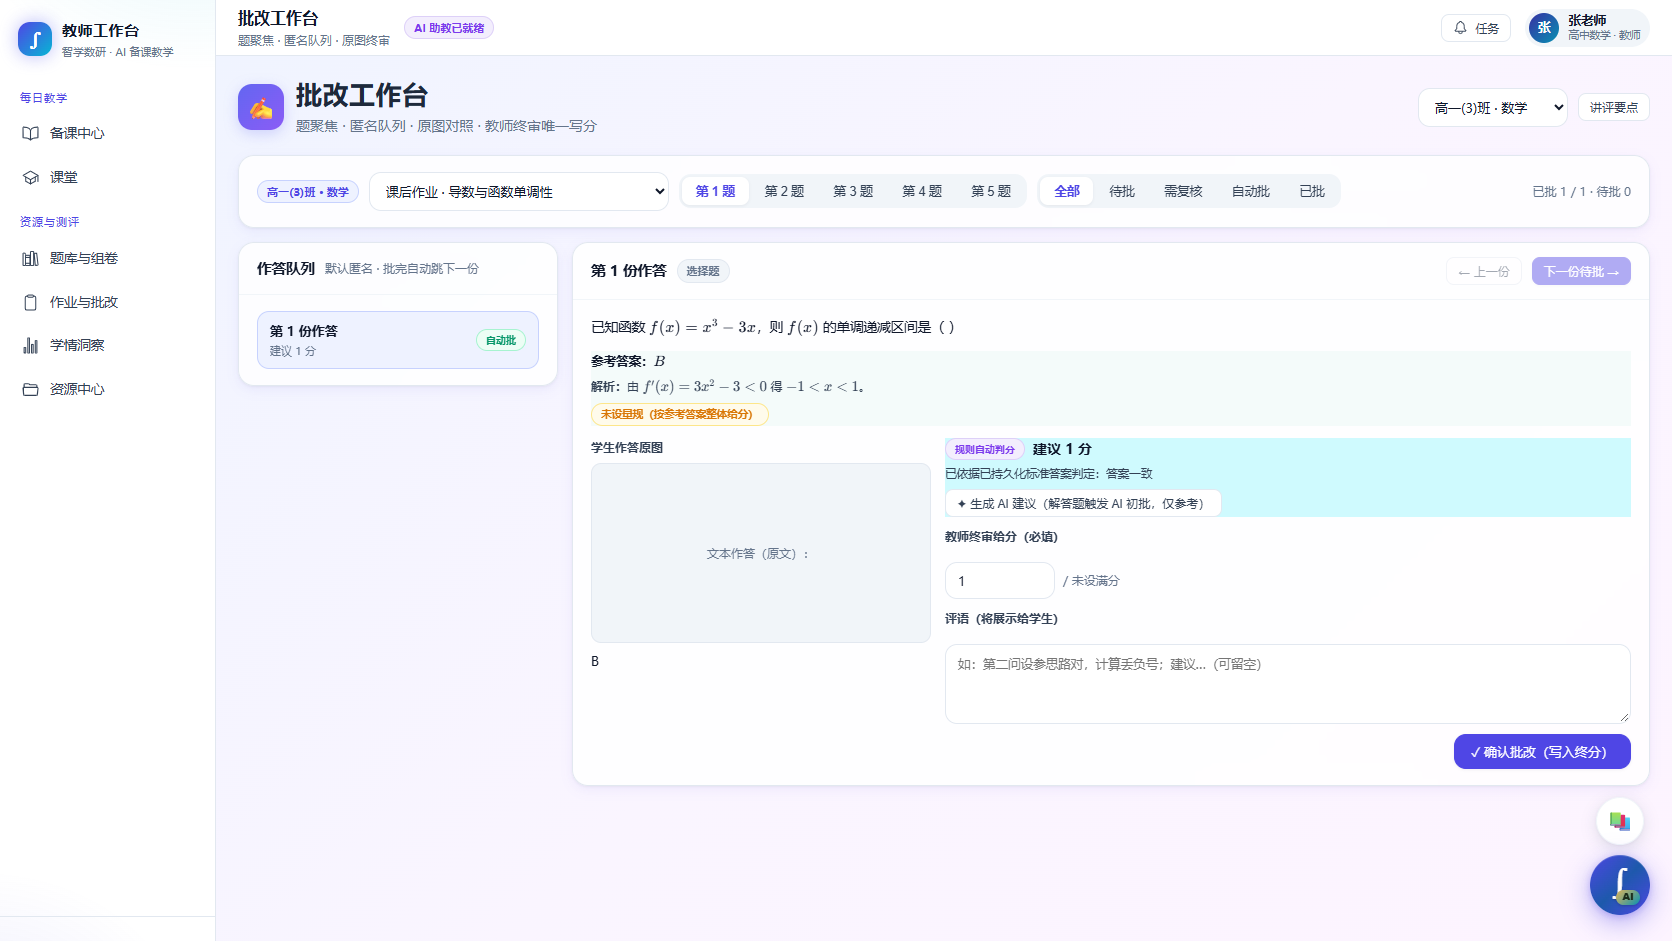 教师工作台
智学数研 · AI 备课教学
每日教学
备课中心
课堂
资源与测评
题库与组卷
作业与批改
学情洞察
资源中心
批改工作台
题聚焦 · 匿名队列 · 原图终审
AI 助教已就绪
任务
张
张老师
高中数学 · 教师
批改工作台
题聚焦 · 匿名队列 · 原图对照 · 教师终审唯一写分
高一(3)班 · 数学
讲评要点
高一(3)班 • 数学
课后作业 · 导数与函数单调性
第 1 题 第 2 题 第 3 题 第 4 题 第 5 题
全部 待批 需复核 自动批 已批
已批 1 / 1 · 待批 0
作答队列 默认匿名 · 批完自动跳下一份
第 1 份作答
建议 1 分
自动批
第 1 份作答 选择题
← 上一份
下一份待批 →
已知函数 f(x) = x³ − 3x，则 f(x) 的单调递减区间是（ ）
参考答案：B
解析：由 f′(x) = 3x² − 3 < 0 得 −1 < x < 1。
未设量规（按参考答案整体给分）
学生作答原图
文本作答（原文）：
B
规则自动判分 建议 1 分
已依据已持久化标准答案判定：答案一致
✦ 生成 AI 建议（解答题触发 AI 初批，仅参考）
教师终审给分（必填）
1 / 未设满分
评语（将展示给学生）
如：第二问设参思路对，计算丢负号；建议…（可留空）
✓ 确认批改（写入终分）
AI